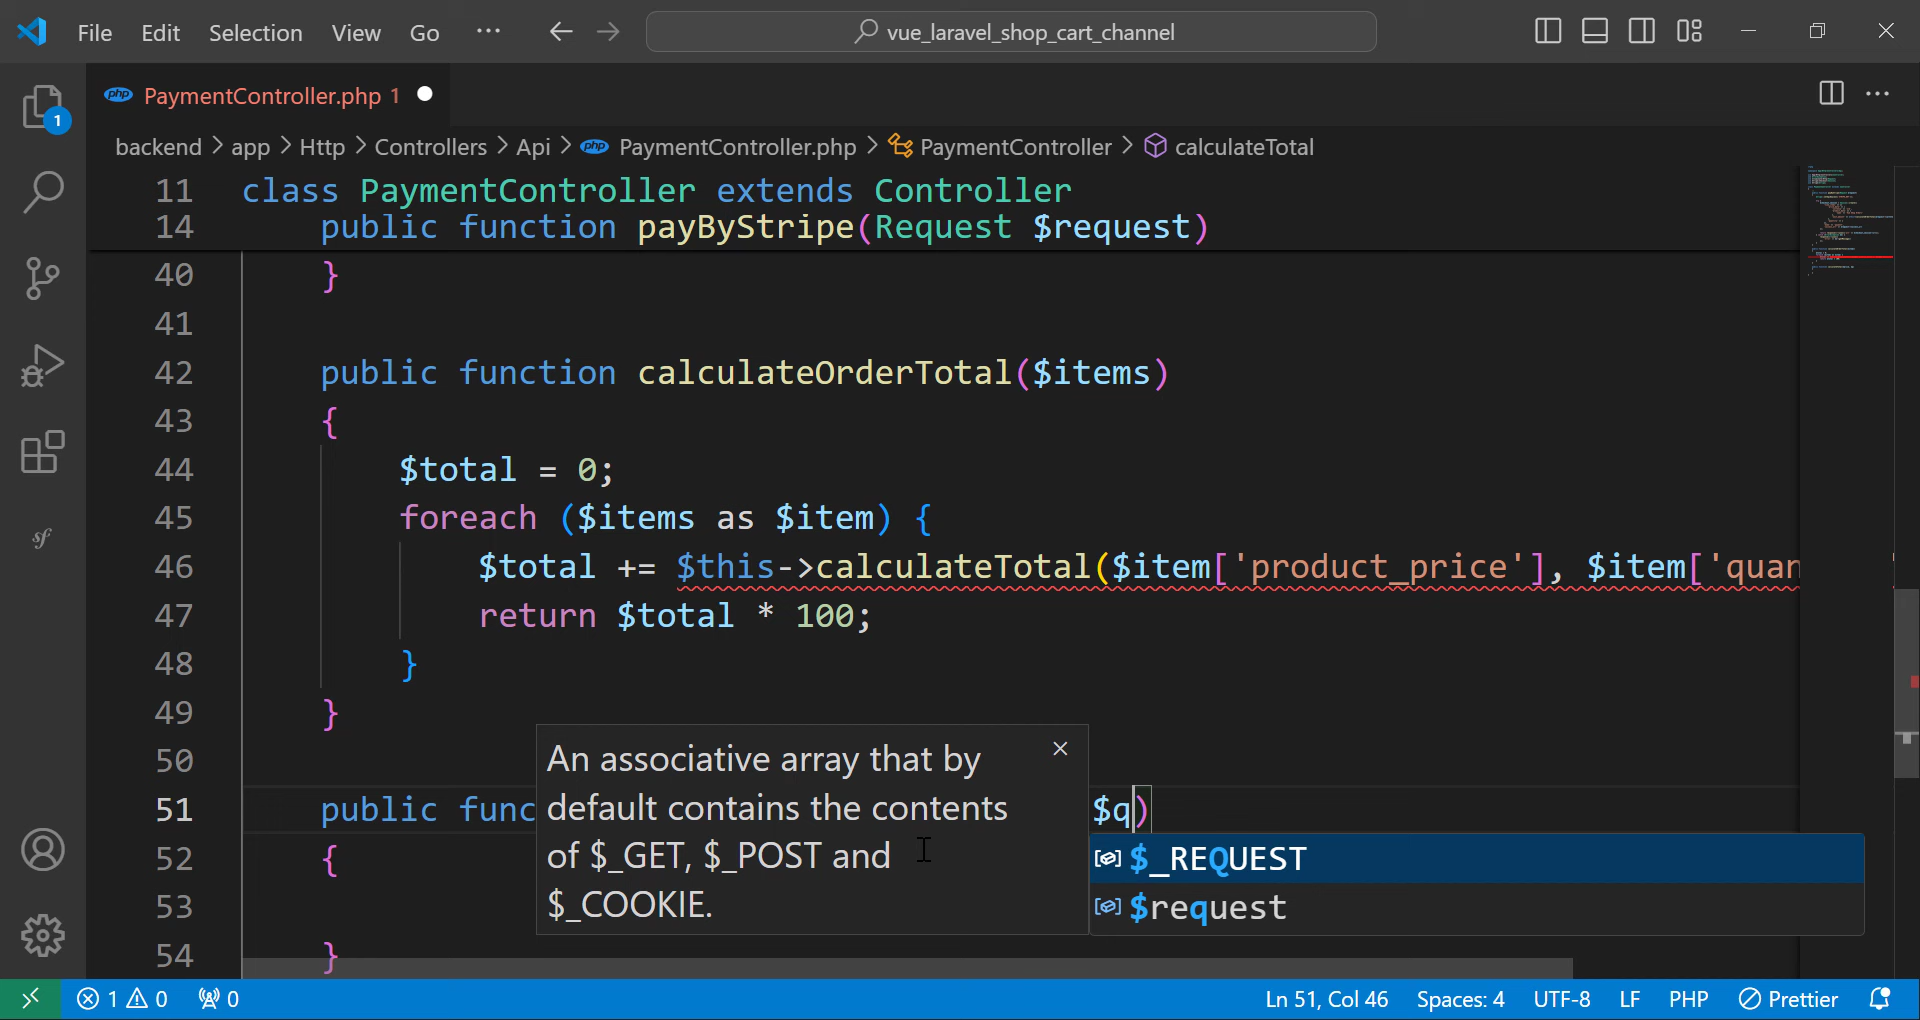 File Edit Selection View Go ··· vue_laravel_shop_cart_channel
1
PaymentController.php 1
backend > app > Http > Controllers > Api > PaymentController.php > PaymentController > calculateTotal
11 class PaymentController extends Controller
14 public function payByStripe(Request $request)
40 }
41
42 public function calculateOrderTotal($items)
43 {
44 $total = 0;
45 foreach ($items as $item) {
46 $total += $this->calculateTotal($item['product_price'], $item['quan
47 return $total * 100;
48 }
49 }
50
51 public func $q)
52 {
53
54 }
An associative array that by
default contains the contents
of $_GET, $_POST and
$_COOKIE.
$_REQUEST
$request
1 0 0 Ln 51, Col 46 Spaces: 4 UTF-8 LF PHP Prettier